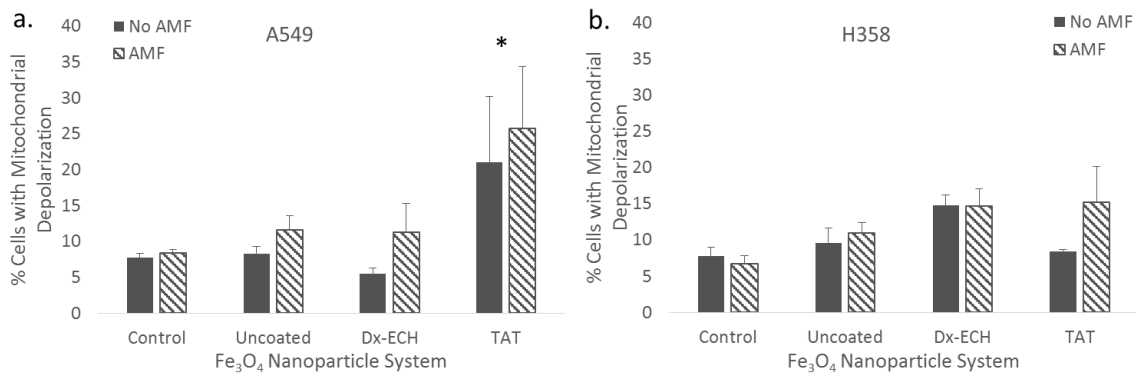 a.
A549
No AMF
AMF
*
40
35
30
25
20
15
10
5
0
% Cells with Mitochondrial
Depolarization
Control Uncoated Dx-ECH TAT
Fe₃O₄ Nanoparticle System
b.
H358
No AMF
AMF
40
35
30
25
20
15
10
5
0
% Cells with Mitochondrial
Depolarization
Control Uncoated Dx-ECH TAT
Fe₃O₄ Nanoparticle System